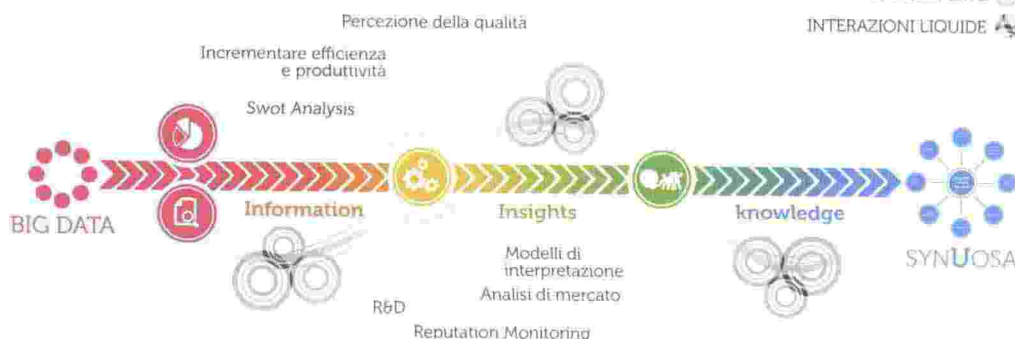 INTERAZIONI LIQUIDE
Percezione della qualità
Incrementare efficienza
e produttività
Swot Analysis
BIG DATA
Information
Insights
knowledge
SYNUOSA
Modelli di
interpretazione
Analisi di mercato
R&D
Reputation Monitoring